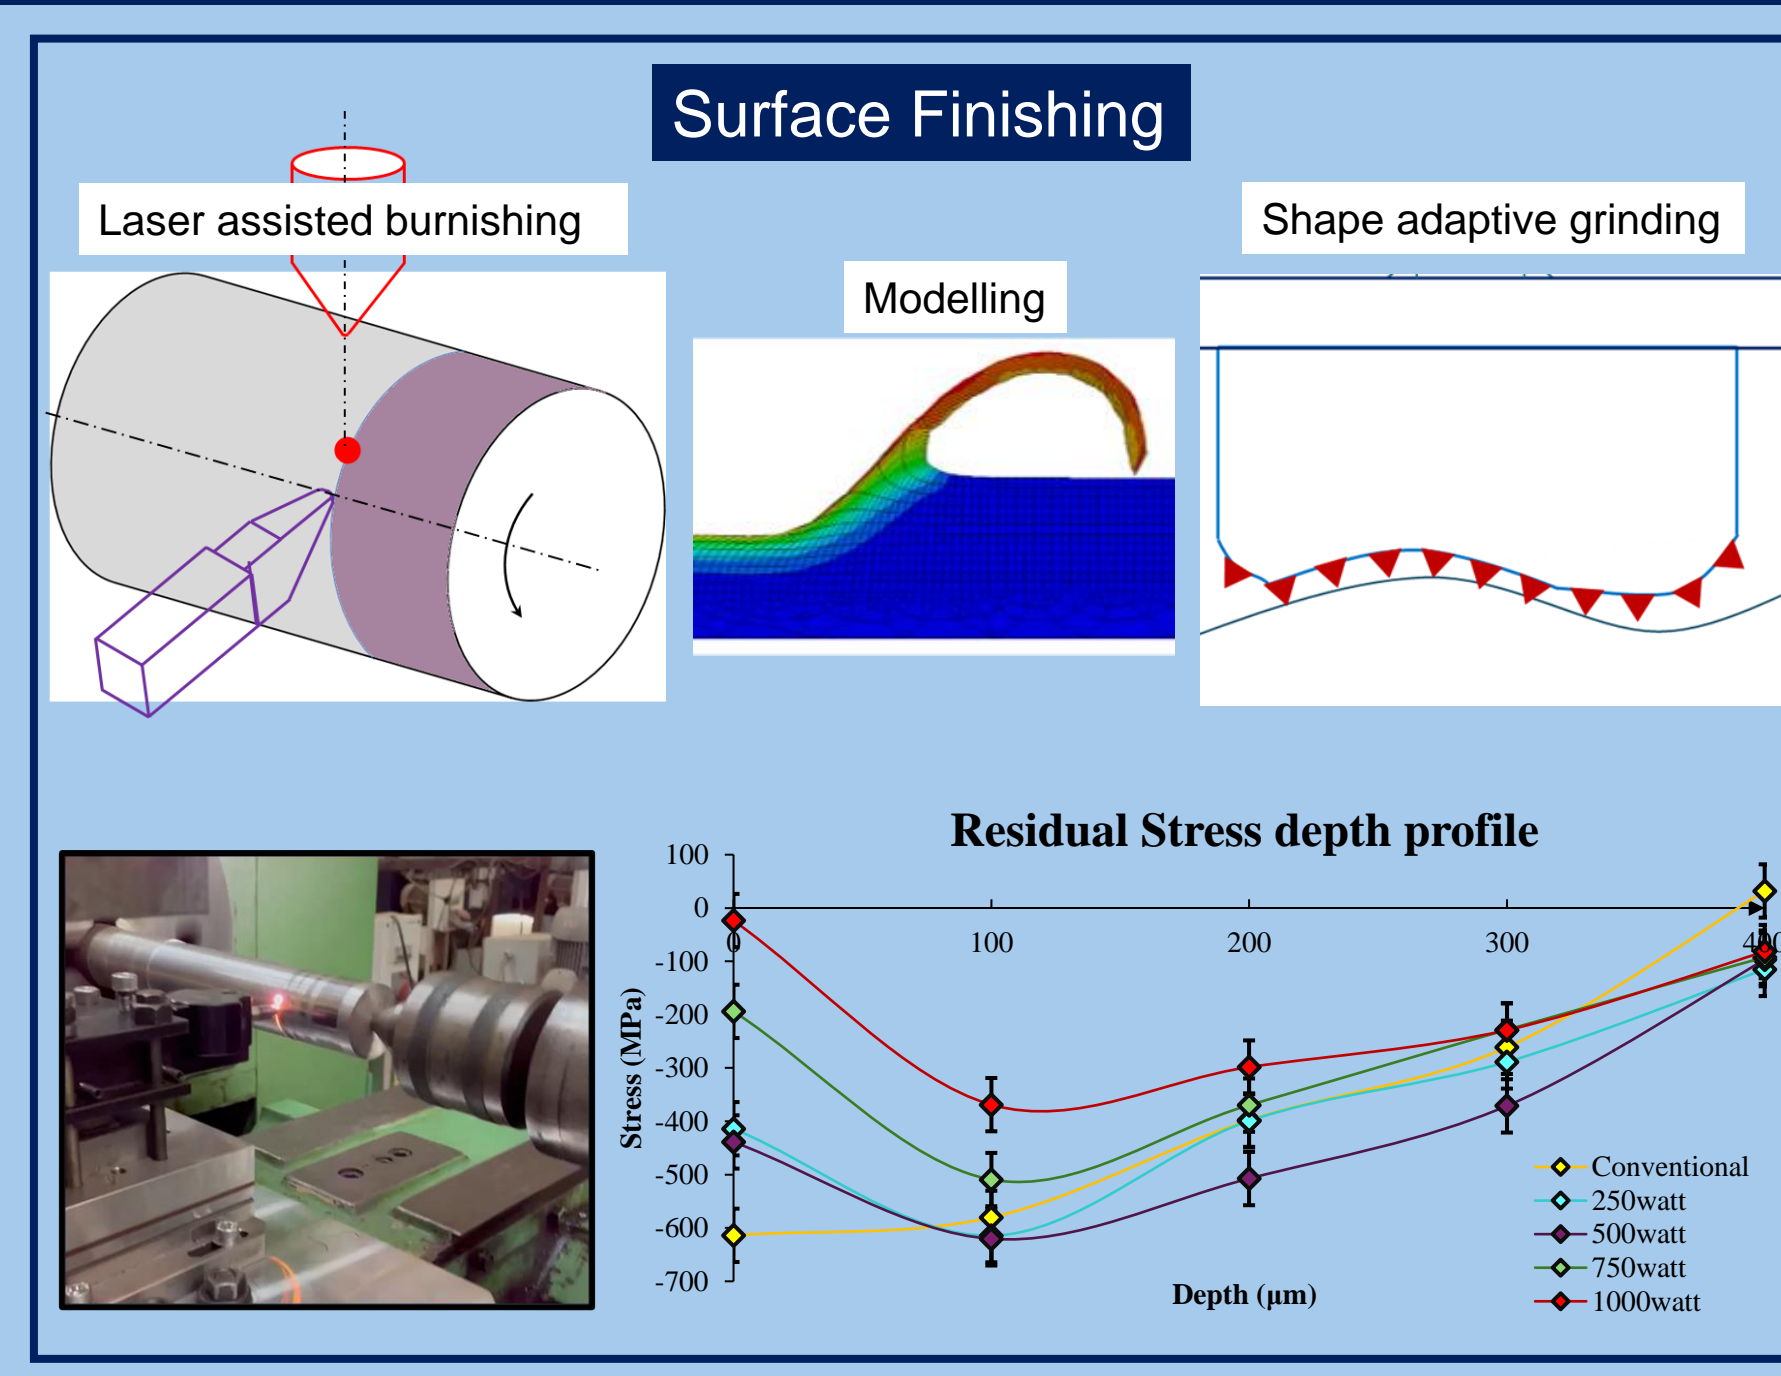 Surface Finishing
Laser assisted burnishing
Shape adaptive grinding
Modelling
Residual Stress depth profile
100
0
-100
-200
-300
-400
-500
-600
-700
Stress (MPa)
0
100
200
300
400
Depth (μm)
Conventional
250watt
500watt
750watt
1000watt